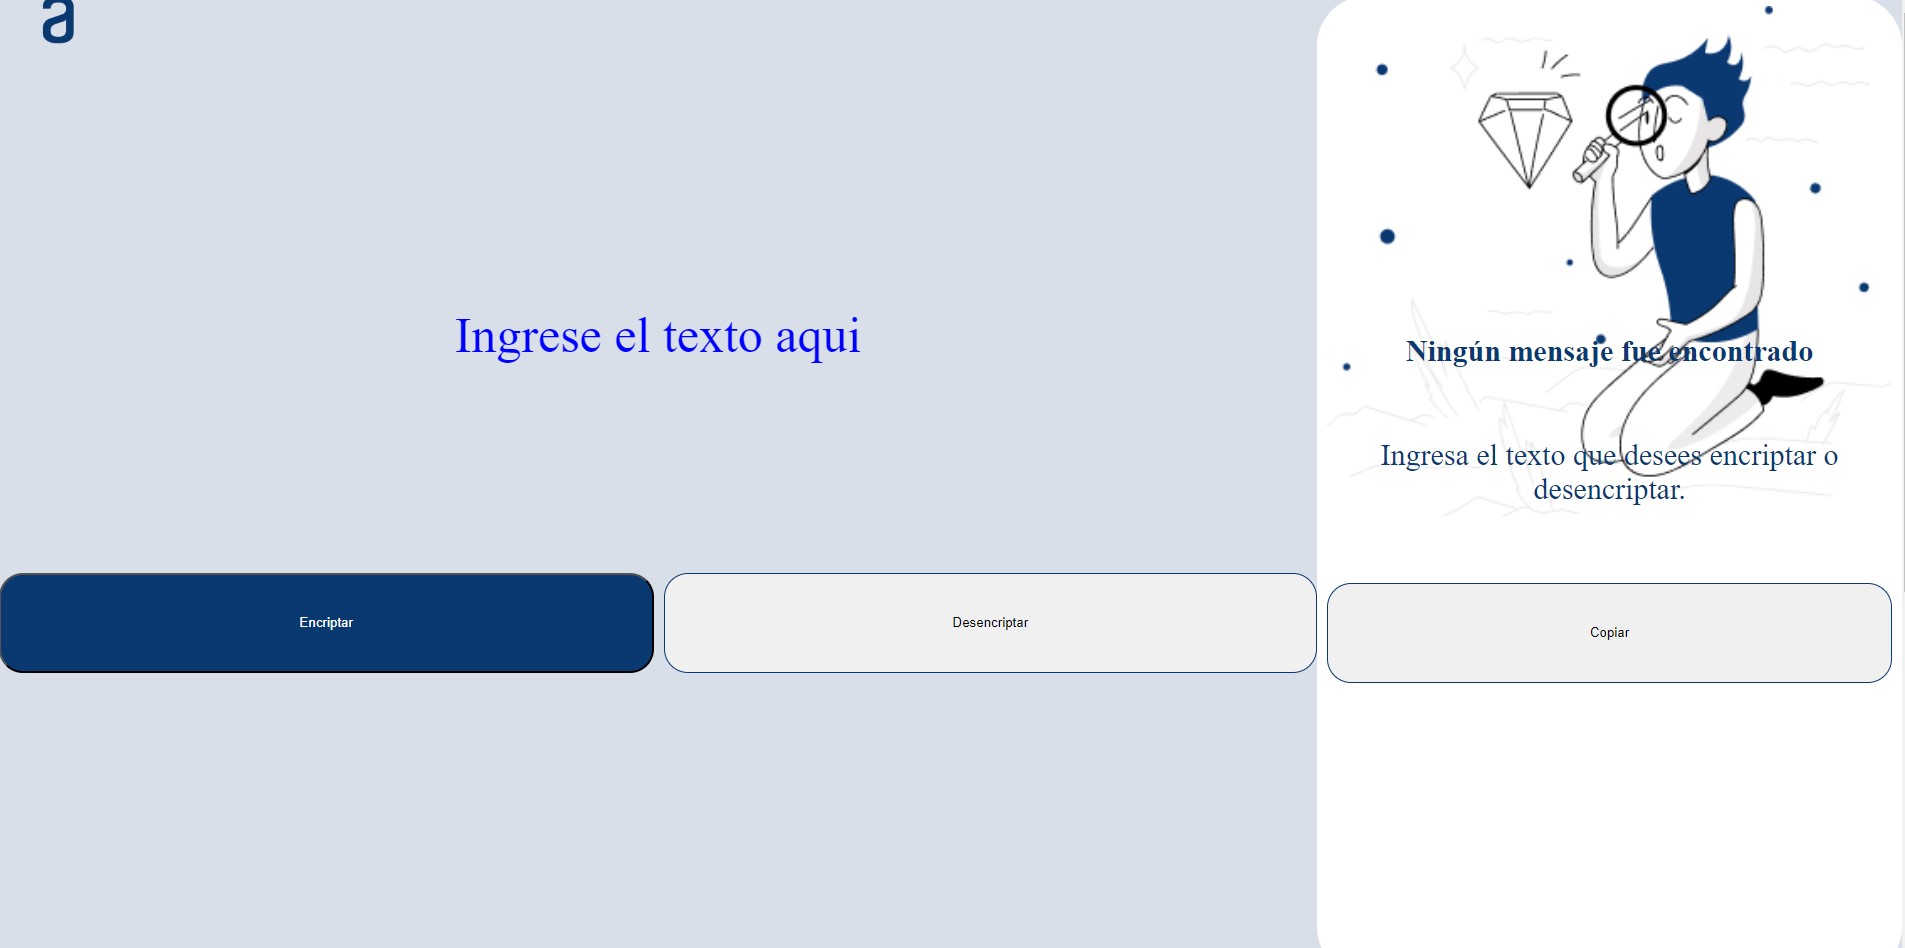 a
Ingrese el texto aqui
Ningún mensaje fue encontrado
Ingresa el texto que desees encriptar o
desencriptar.
Encriptar
Desencriptar
Copiar